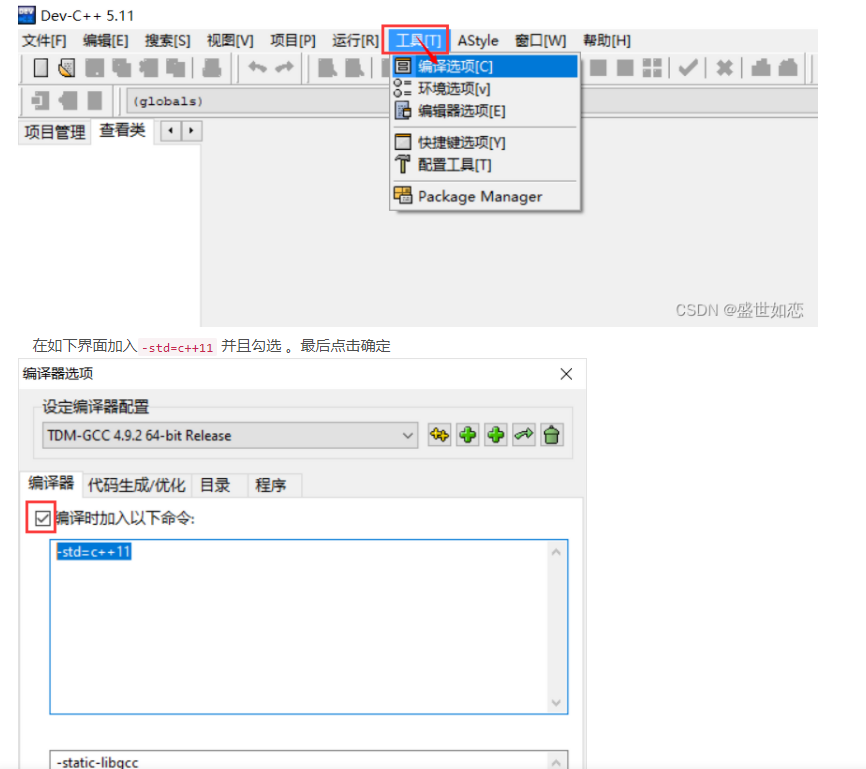 Dev-C++ 5.11
文件[F] 编辑[E] 搜索[S] 视图[V] 项目[P] 运行[R] 工具[T] AStyle 窗口[W] 帮助[H]
编译选项[C]
环境选项[v]
编辑器选项[E]
(globals)
项目管理 查看类
快捷键选项[Y]
配置工具[T]
Package Manager
CSDN @盛世如恋
在如下界面加入 -std=c++11 并且勾选 。最后点击确定
编译器选项
设定编译器配置
TDM-GCC 4.9.2 64-bit Release
编译器 代码生成/优化 目录 程序
编译时加入以下命令:
-std=c++11
-static-libgcc